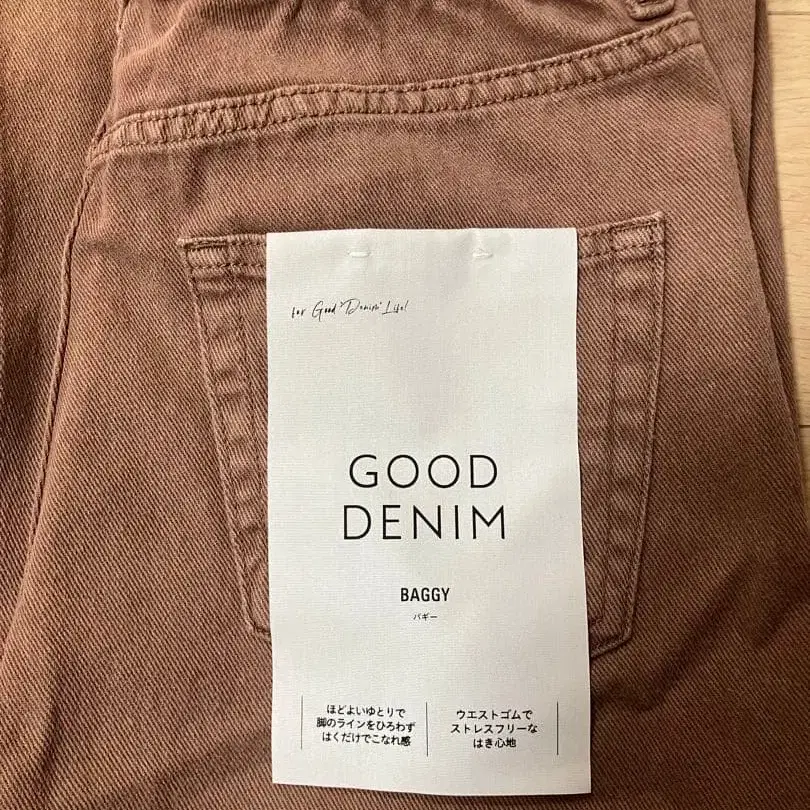 for Good "Denim" Life!
GOOD
DENIM
BAGGY
バギー
ほどよいゆとりで
脚のラインをひろわず
はくだけでこなれ感
ウエストゴムで
ストレスフリーな
はき心地